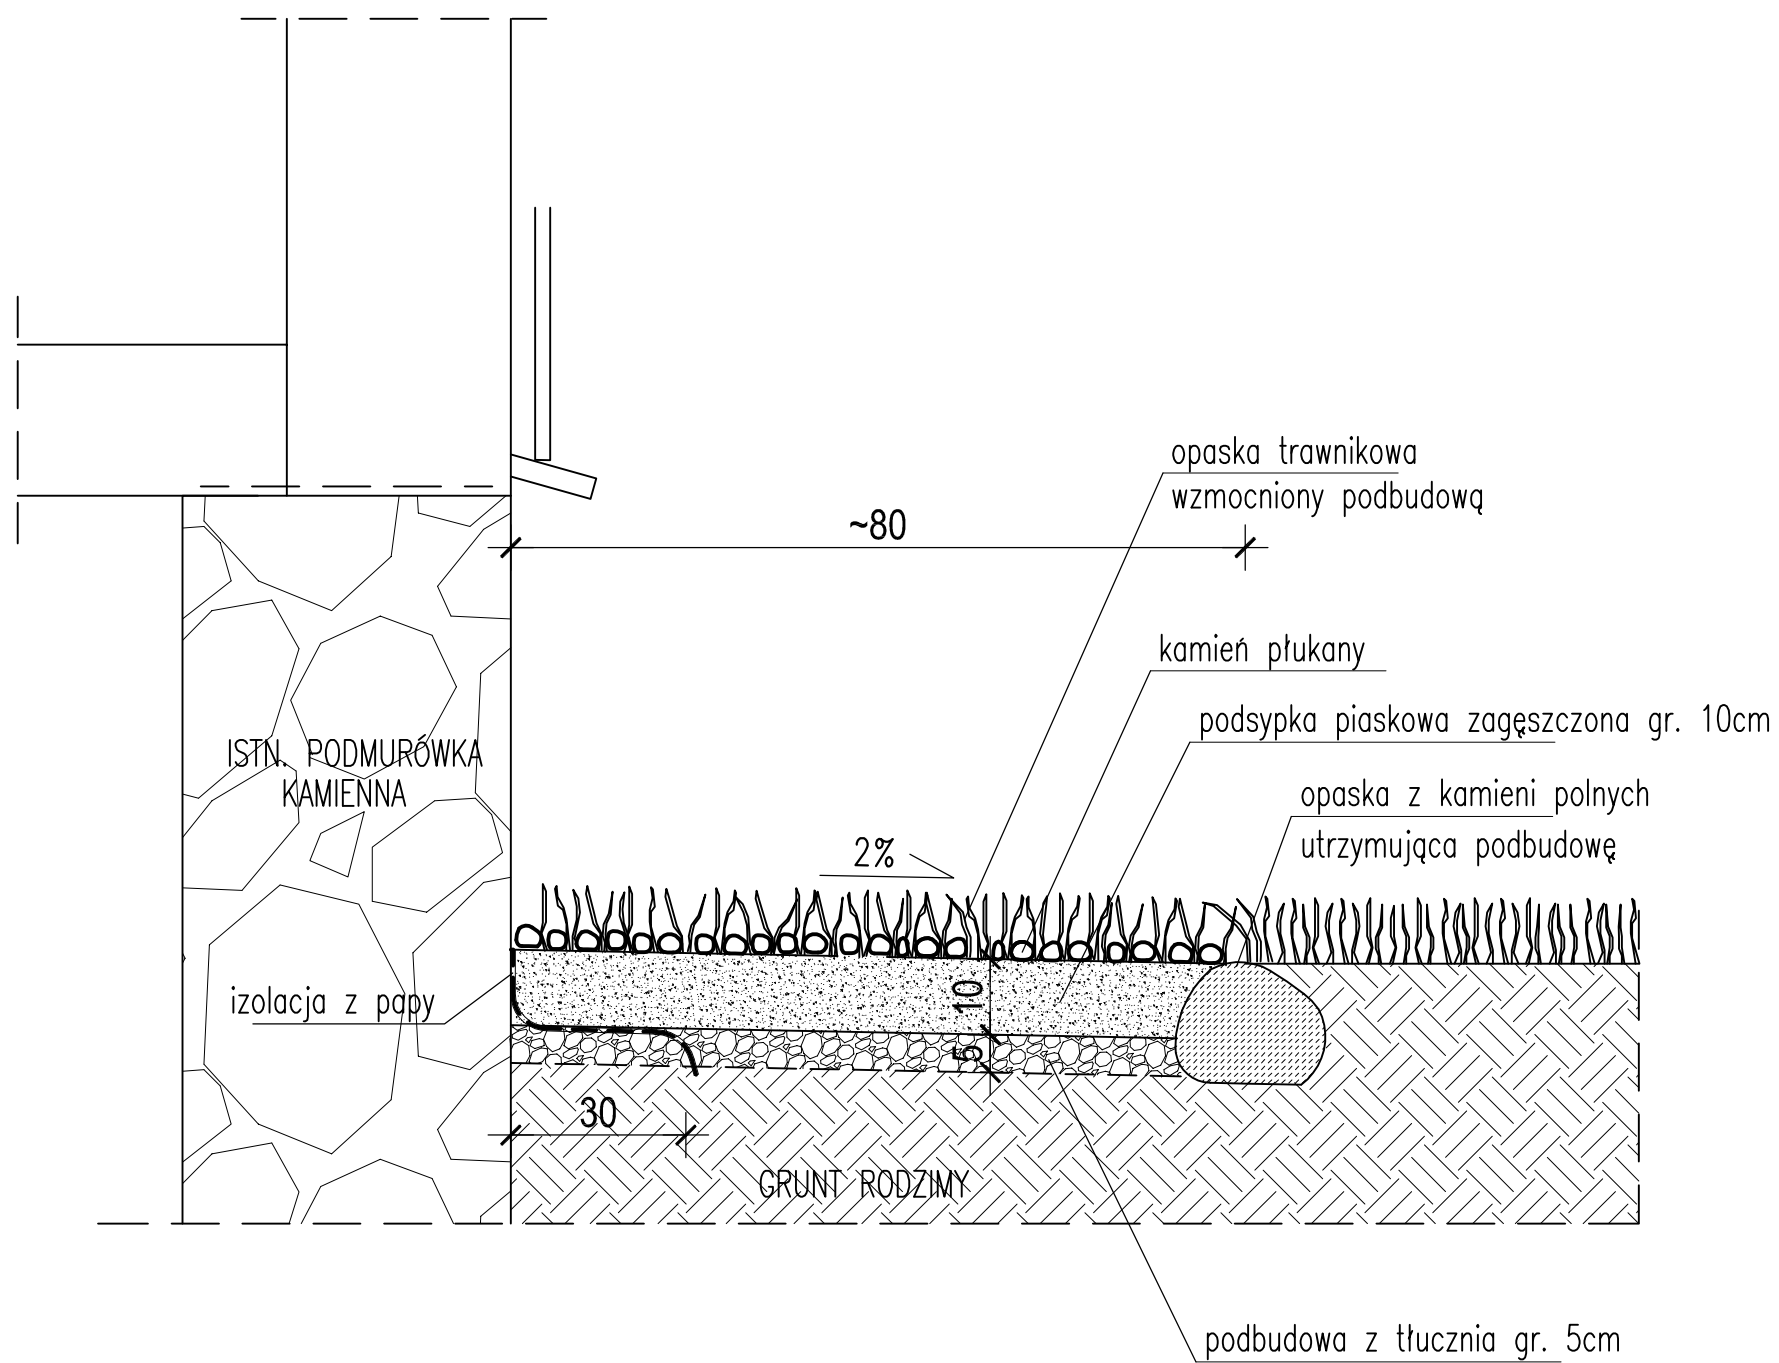 opaska trawnikowa
wzmocniony podbudową
~80
kamień płukany
podsypka piaskowa zagęszczona gr. 10cm
ISTN. PODMURÓWKA
KAMIENNA
opaska z kamieni polnych
utrzymująca podbudowę
2%
izolacja z papy
10
5
30
GRUNT RODZIMY
podbudowa z tłucznia gr. 5cm